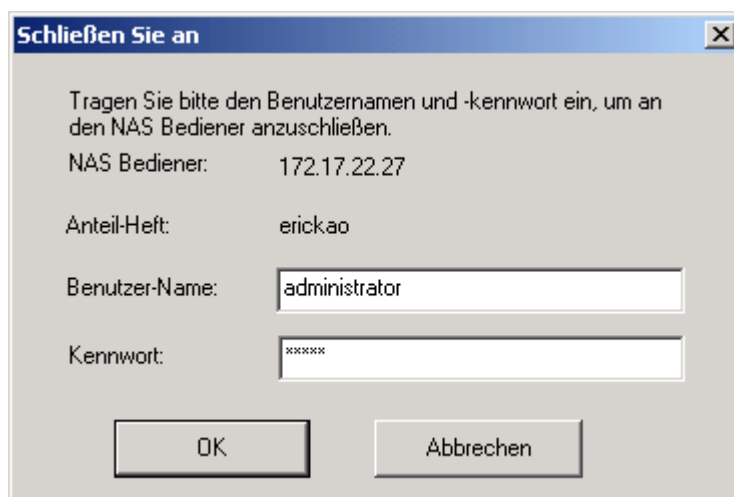 Schließen Sie an
Tragen Sie bitte den Benutzernamen und -kennwort ein, um an
den NAS Bediener anzuschließen.
NAS Bediener: 172.17.22.27
Anteil-Heft: erickao
Benutzer-Name: administrator
Kennwort: *****
OK Abbrechen